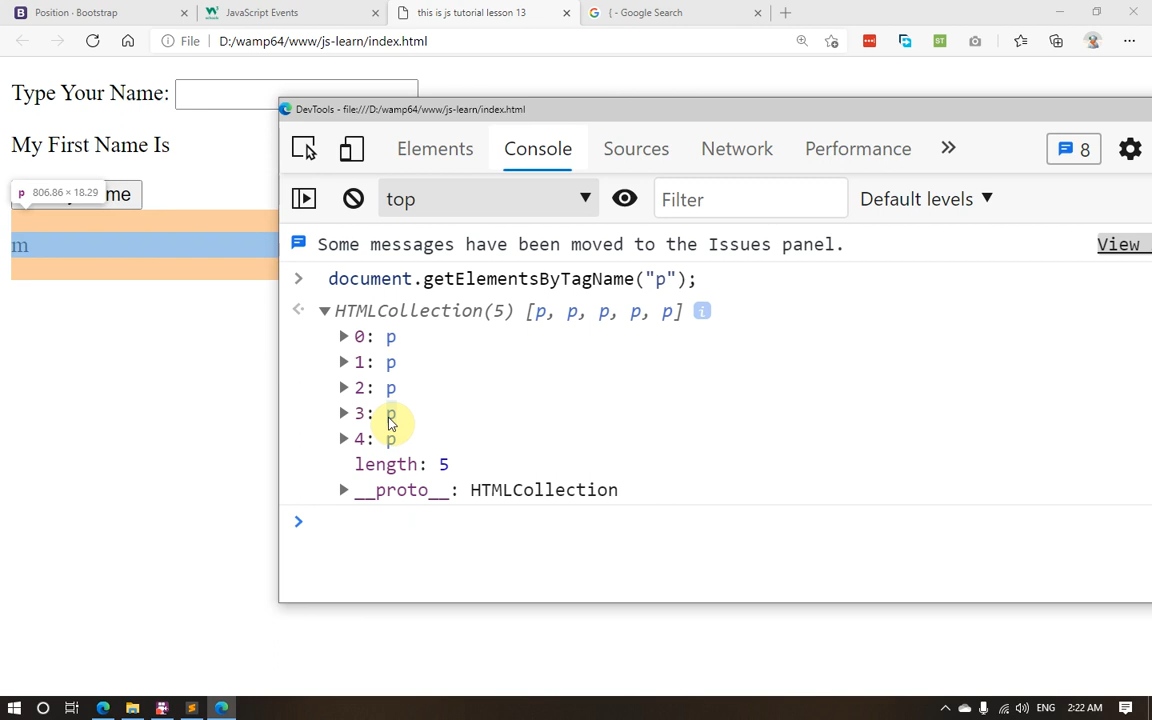 Position · Bootstrap
JavaScript Events
this is js tutorial lesson 13
( - Google Search
File
D:/wamp64/www/js-learn/index.html
Type Your Name:
DevTools - file:///D:/wamp64/www/js-learn/index.html
My First Name Is
Elements
Console
Sources
Network
Performance
8
p 806.86 × 18.29
me
top
Filter
Default levels
m
Some messages have been moved to the Issues panel.
View
document.getElementsByTagName("p");
HTMLCollection(5) [p, p, p, p, p]
0: p
1: p
2: p
3: p
4: p
length: 5
__proto__: HTMLCollection
ENG
2:22 AM